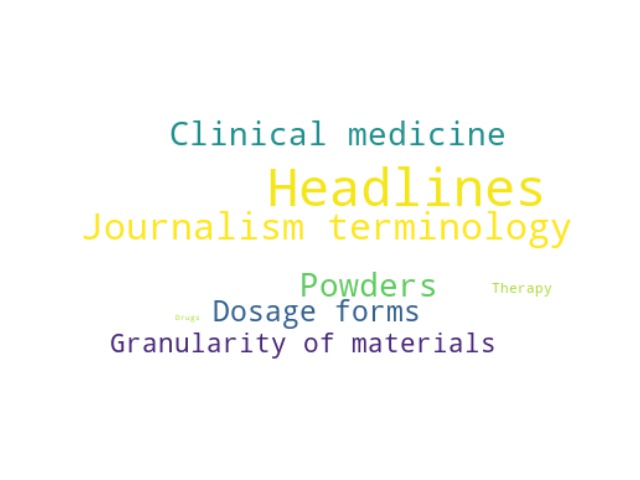 Clinical medicine
Headlines
Journalism terminology
Powders
Therapy
Drugs
Dosage forms
Granularity of materials